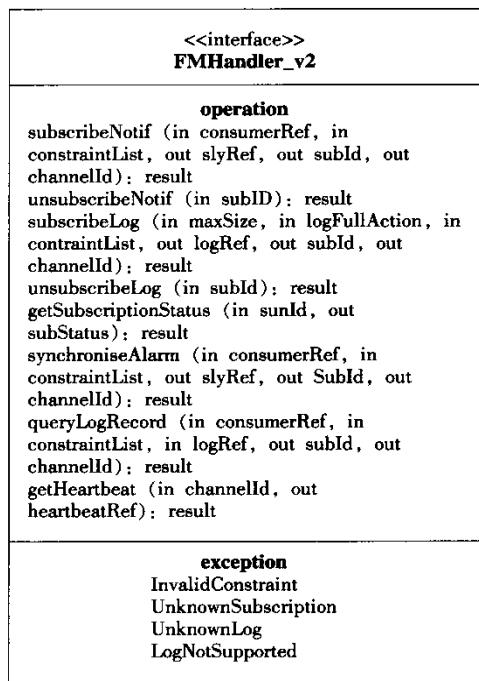 <<interface>>
FMHandler_v2
operation
subscribeNotif (in consumerRef, in
constraintList, out slyRef, out subId, out
channelId): result
unsubscribeNotif (in subID): result
subscribeLog (in maxSize, in logFullAction, in
contraintList, out logRef, out subId, out
channelId): result
unsubscribeLog (in subId): result
getSubscriptionStatus (in sunId, out
subStatus): result
synchroniseAlarm (in consumerRef, in
constraintList, out slyRef, out SubId, out
channelId): result
queryLogRecord (in consumerRef, in
constraintList, in logRef, out subId, out
channelId): result
getHeartbeat (in channelId, out
heartbeatRef): result
exception
InvalidConstraint
UnknownSubscription
UnknownLog
LogNotSupported